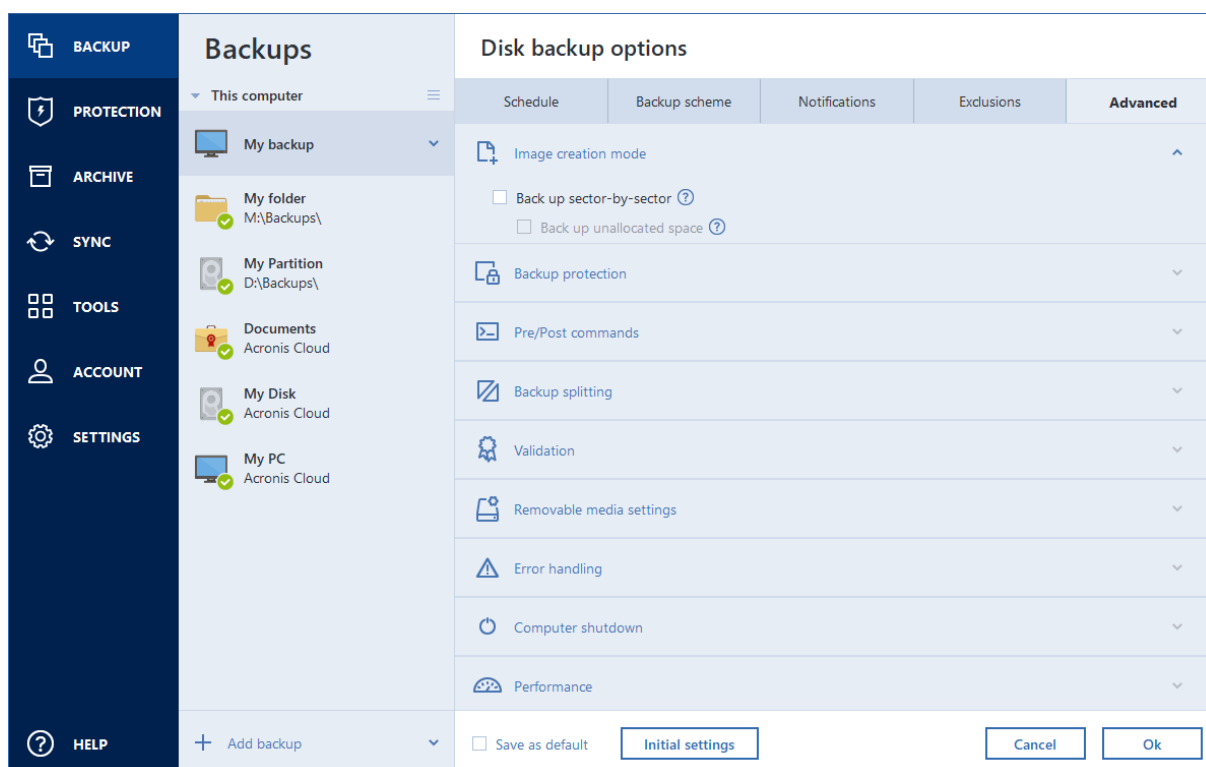 BACKUP
PROTECTION
ARCHIVE
SYNC
TOOLS
ACCOUNT
SETTINGS
HELP
Backups
This computer
My backup
My folder
M:\Backups\
My Partition
D:\Backups\
Documents
Acronis Cloud
My Disk
Acronis Cloud
My PC
Acronis Cloud
Add backup
Disk backup options
Schedule
Backup scheme
Notifications
Exclusions
Advanced
Image creation mode
Back up sector-by-sector ?
Back up unallocated space ?
Backup protection
Pre/Post commands
Backup splitting
Validation
Removable media settings
Error handling
Computer shutdown
Performance
Save as default
Initial settings
Cancel
Ok